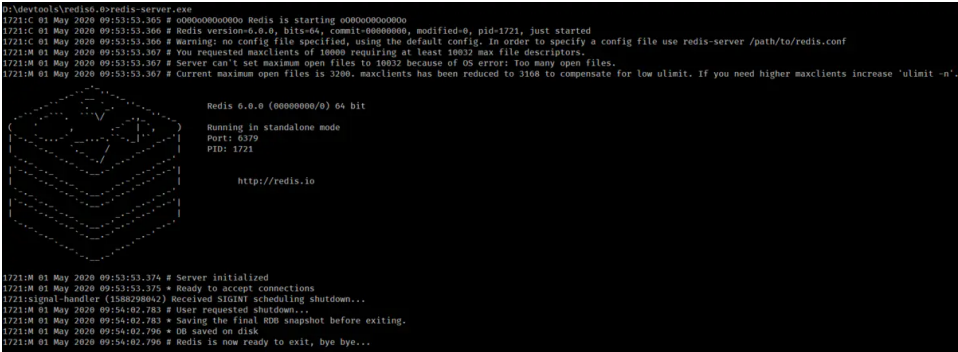 D:\devtools\redis6.0>redis-server.exe
1721:C 01 May 2020 09:53:53.365 # oO0OoO0OoO0Oo Redis is starting oO0OoO0OoO0Oo
1721:C 01 May 2020 09:53:53.366 # Redis version=6.0.0, bits=64, commit=00000000, modified=0, pid=1721, just started
1721:C 01 May 2020 09:53:53.366 # Warning: no config file specified, using the default config. In order to specify a config file use redis-server /path/to/redis.conf
1721:M 01 May 2020 09:53:53.367 # You requested maxclients of 10000 requiring at least 10032 max file descriptors.
1721:M 01 May 2020 09:53:53.367 # Server can't set maximum open files to 10032 because of OS error: Too many open files.
1721:M 01 May 2020 09:53:53.367 # Current maximum open files is 3200. maxclients has been reduced to 3168 to compensate for low ulimit. If you need higher maxclients increase 'ulimit -n'.
Redis 6.0.0 (00000000/0) 64 bit
Running in standalone mode
Port: 6379
PID: 1721
http://redis.io
1721:M 01 May 2020 09:53:53.374 # Server initialized
1721:M 01 May 2020 09:53:53.375 * Ready to accept connections
1721:signal-handler (1588298042) Received SIGINT scheduling shutdown...
1721:M 01 May 2020 09:54:02.783 # User requested shutdown...
1721:M 01 May 2020 09:54:02.783 * Saving the final RDB snapshot before exiting.
1721:M 01 May 2020 09:54:02.796 * DB saved on disk
1721:M 01 May 2020 09:54:02.796 # Redis is now ready to exit, bye bye...